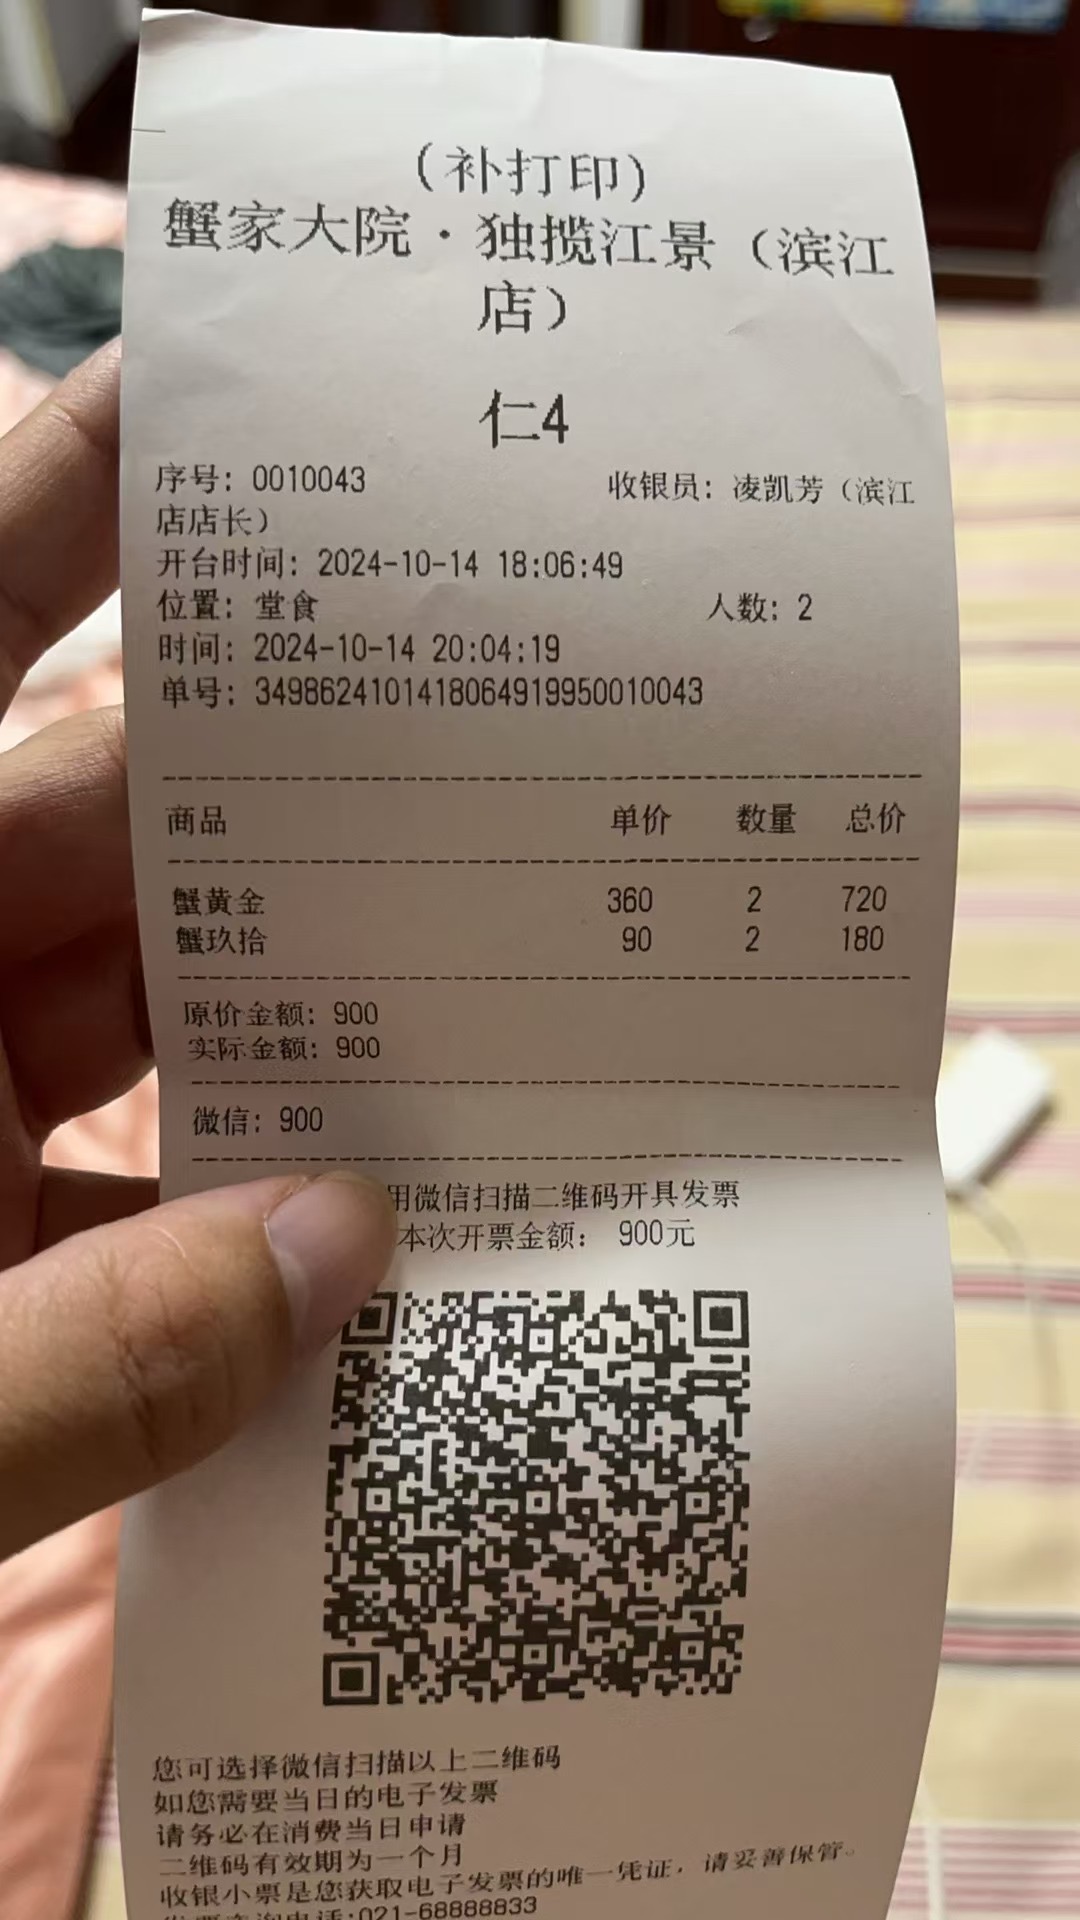 (补打印)
蟹家大院·独揽江景（滨江
店）
仁4
序号: 0010043 收银员: 凌凯芳（滨江
店店长）
开台时间: 2024-10-14 18:06:49
位置: 堂食 人数: 2
时间: 2024-10-14 20:04:19
单号: 3498624101418064919950010043
商品 单价 数量 总价
蟹黄金 360 2 720
蟹玖拾 90 2 180
原价金额: 900
实际金额: 900
微信: 900
用微信扫描二维码开具发票
本次开票金额: 900元
您可选择微信扫描以上二维码
如您需要当日的电子发票
请务必在消费当日申请
二维码有效期为一个月
收银小票是您获取电子发票的唯一凭证，请妥善保管。
电话:021-68888833